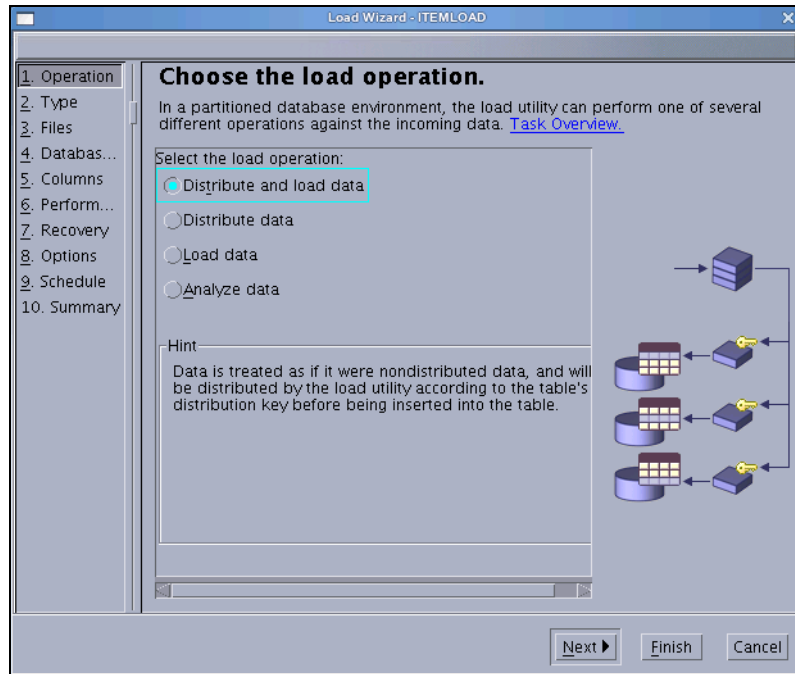 Load Wizard - ITEMLOAD
1. Operation
2. Type
3. Files
4. Databas...
5. Columns
6. Perform...
7. Recovery
8. Options
9. Schedule
10. Summary
Choose the load operation.
In a partitioned database environment, the load utility can perform one of several
different operations against the incoming data. Task Overview.
Select the load operation:
Distribute and load data
Distribute data
Load data
Analyze data
Hint
Data is treated as if it were nondistributed data, and will
be distributed by the load utility according to the table's
distribution key before being inserted into the table.
Next
Finish
Cancel